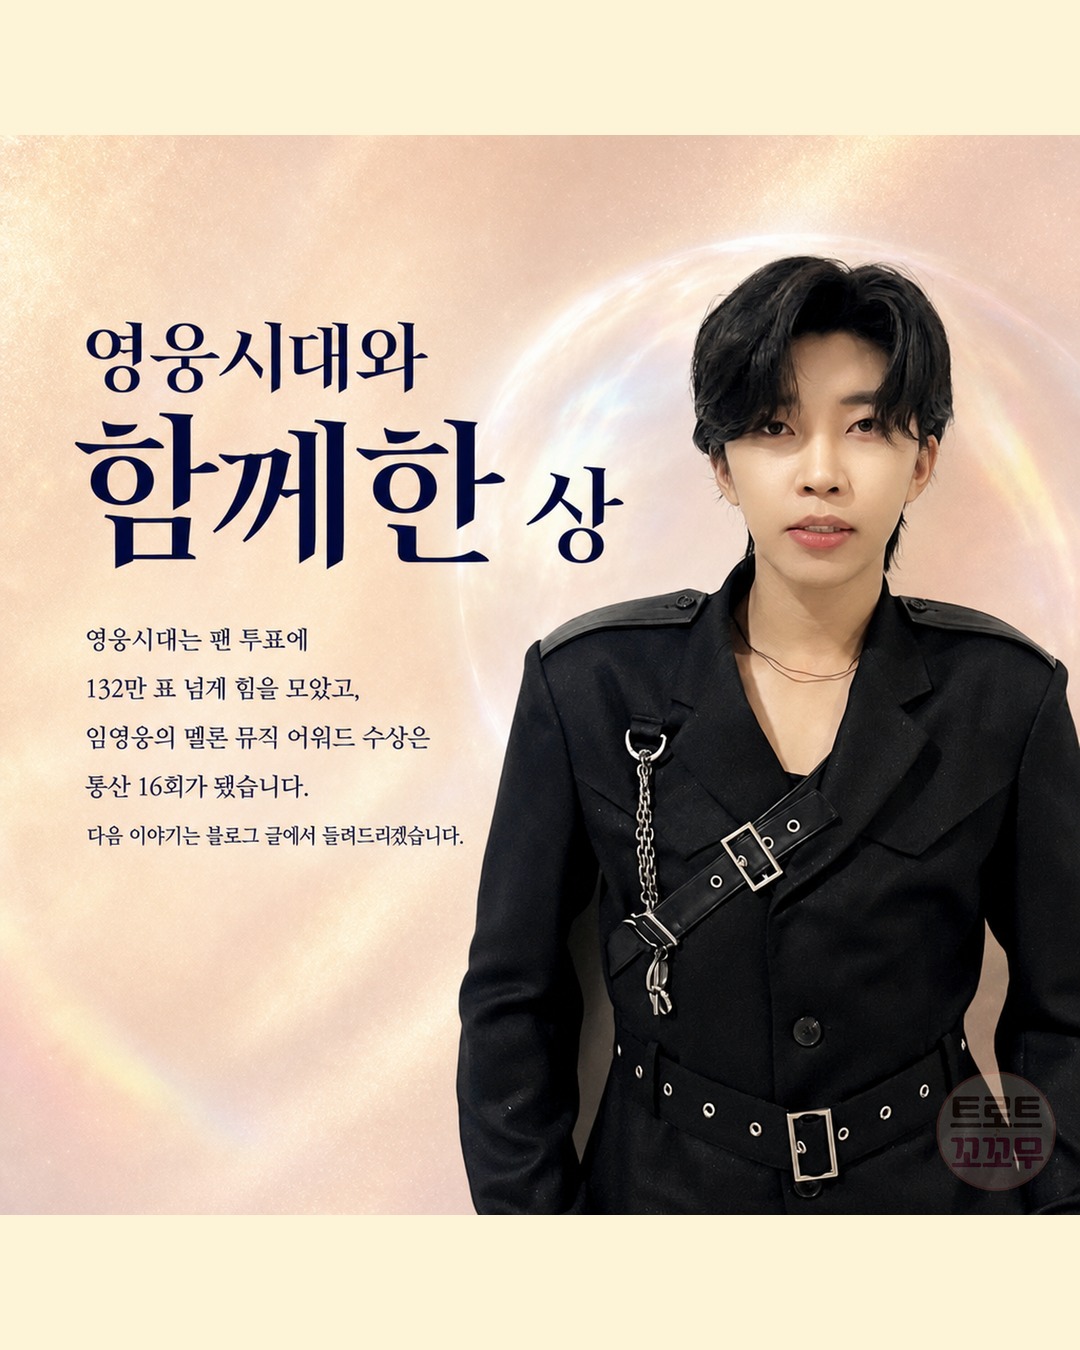 영웅시대와
함께한 상
영웅시대는 팬 투표에
132만 표 넘게 힘을 모았고,
임영웅의 멜론 뮤직 어워드 수상은
통산 16회가 됐습니다.
다음 이야기는 블로그 글에서 들려드리겠습니다.
트로트
꼬꼬무